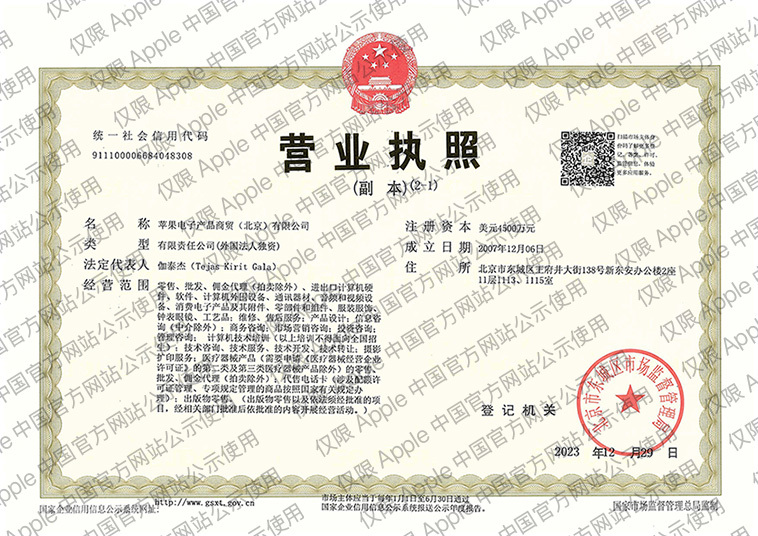 统一社会信用代码
91110000668404830B
营业执照
(副 本)(2-1)
扫描市场主体身
份码了解更多登
记、备案、许可、
监管信息，体验
更多应用服务。
名 称 苹果电子产品商贸（北京）有限公司
类 型 有限责任公司(外国法人独资)
法定代表人 伽泰杰（Tejas Kirit Gala）
经营范围 零售、批发、佣金代理（拍卖除外）、进出口计算机硬
件、软件、计算机外围设备、通讯器材、音频和视频设
备、消费电子产品及其附件、零部件和组件、服装服饰、
钟表眼镜、工艺品；维修、售后服务；产品设计；信息咨
询（中介除外）；商务咨询、市场营销咨询；投资咨询；
管理咨询； 计算机技术培训（以上培训不得面向全国招
生）；技术咨询、技术服务、技术开发、技术转让；摄影
扩印服务；医疗器械产品（需要申请《医疗器械经营企业
许可证》的第二类及第三类医疗器械产品除外）的零售、
批发、佣金代理（拍卖除外）；代售电话卡（涉及配额许
可证管理、专项规定管理的商品按照国家有关规定办
理）；出版物零售。（出版物零售以及依法须经批准的项
目，经相关部门批准后依批准的内容开展经营活动。）
注册资本 美元4500万元
成立日期 2007年12月06日
住 所 北京市东城区王府井大街138号新东安办公楼2座
11层1113、1115室
登记机关
北京市东城区市场监督管理局
2023 年12 月29 日
国家企业信用信息公示系统网址：
http://www.gsxt.gov.cn
市场主体应当于每年1月1日至6月30日通过
国家企业信用信息公示系统报送公示年度报告。
国家市场监督管理总局监制
仅限 Apple 中国官方网站公示使用